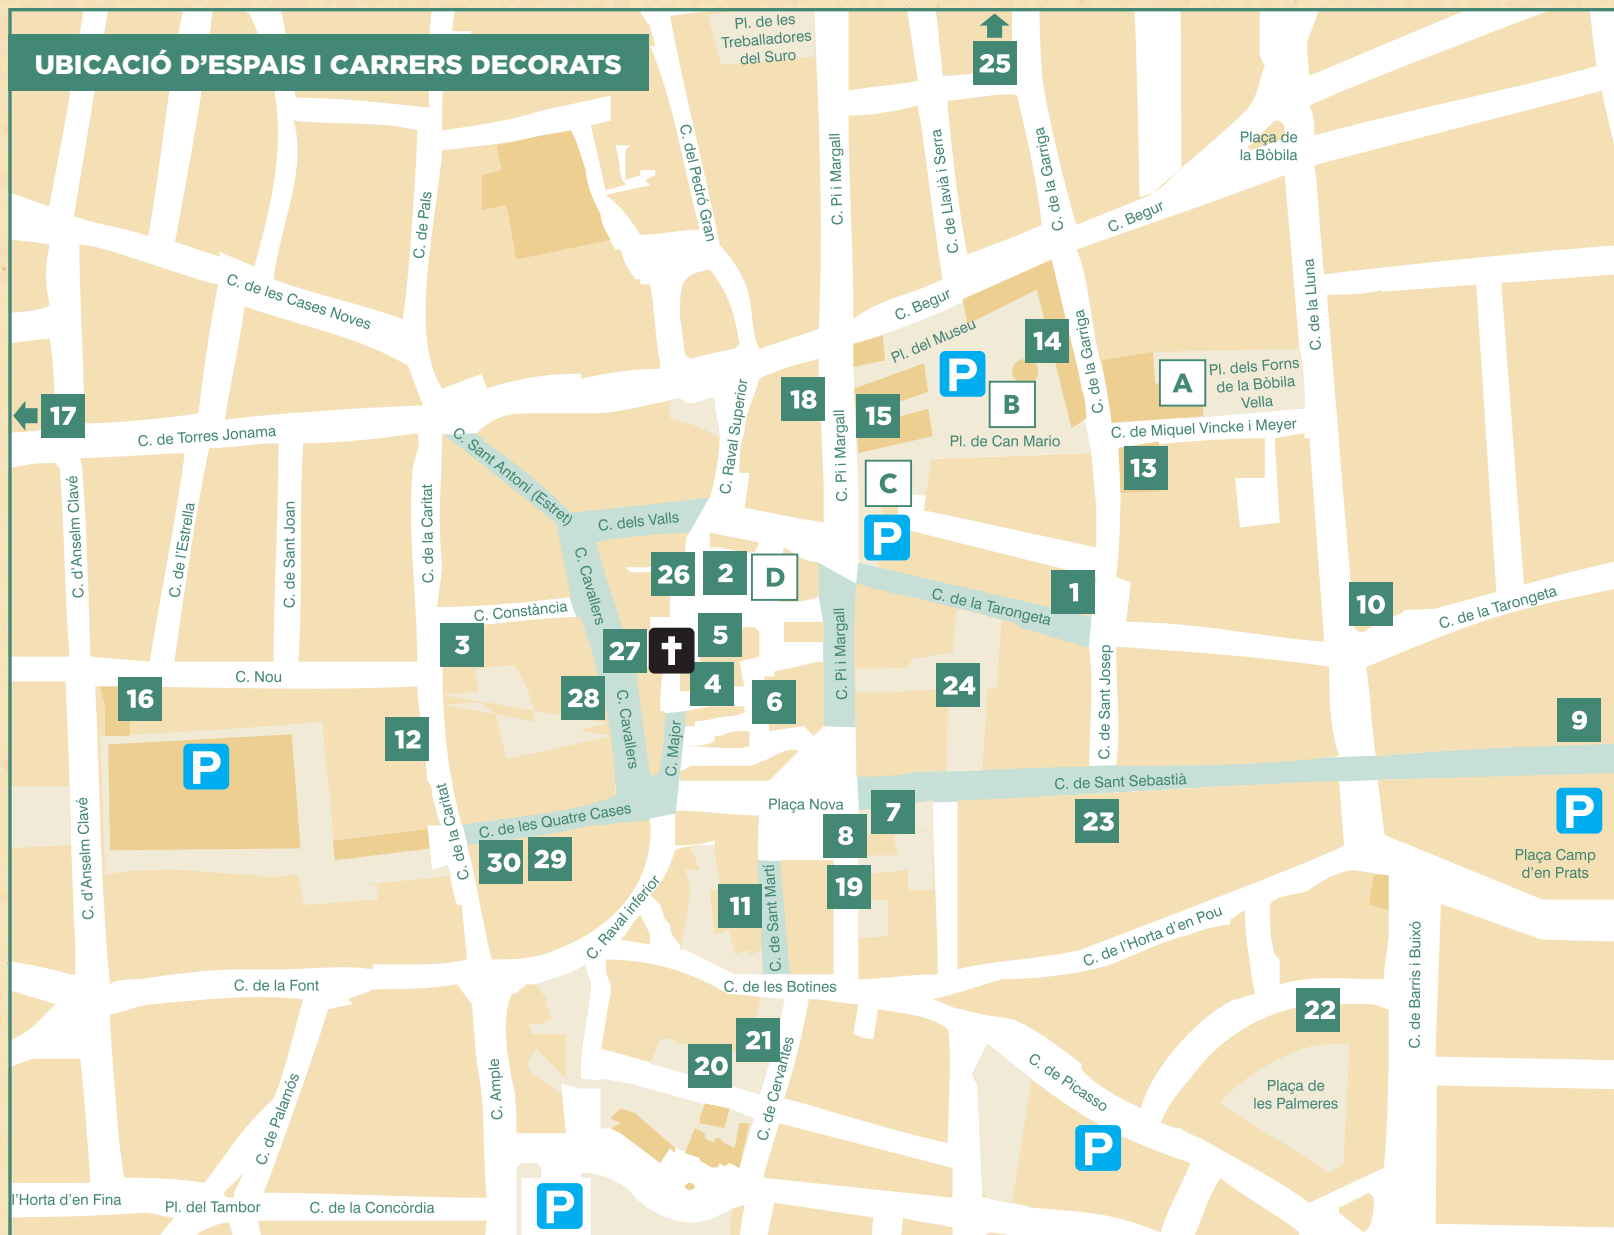 UBICACIÓ D'ESPAIS I CARRERS DECORATS
Pl. de les
Treballadores
del Suro
25
C. del Pedró Gran
C. Pi i Margall
C. de Llavià i Serra
C. de la Garriga
Plaça de
la Bòbila
C. de Pals
C. Begur
C. de les Cases Noves
C. Begur
C. de la Lluna
Pl. del Museu
14
C. de la Garriga
P
A
Pl. dels Forns
de la Bòbila
Vella
B
18
15
17
C. de Torres Jonama
C. Sant Antoni (Estret)
C. Raval Superior
C. Pi i Margall
Pl. de Can Mario
C. de Miquel Vincke i Meyer
13
C
P
C. d'Anselm Clavé
C. de l'Estrella
C. de Sant Joan
C. de la Caritat
C. dels Valls
C. Cavallers
26
2
D
C. de la Tarongeta
1
10
C. de la Tarongeta
C. Constància
3
27
5
C. Pi i Margall
C. Nou
16
28
4
6
24
C. de Sant Josep
9
12
C. Cavallers
C. Major
P
C. de Sant Sebastià
Plaça Nova
7
8
23
P
C. d'Anselm Clavé
C. de la Caritat
C. de les Quatre Cases
30
29
Plaça Camp
d'en Prats
19
11
C. de Sant Martí
C. Raval inferior
C. de l'Horta d'en Pou
C. de Barris i Buixó
C. de la Font
C. de les Botines
22
21
20
C. de Cervantes
C. de Picasso
Plaça de
les Palmeres
C. Ample
C. de Palamós
P
l'Horta d'en Fina
Pl. del Tambor
C. de la Concòrdia
P